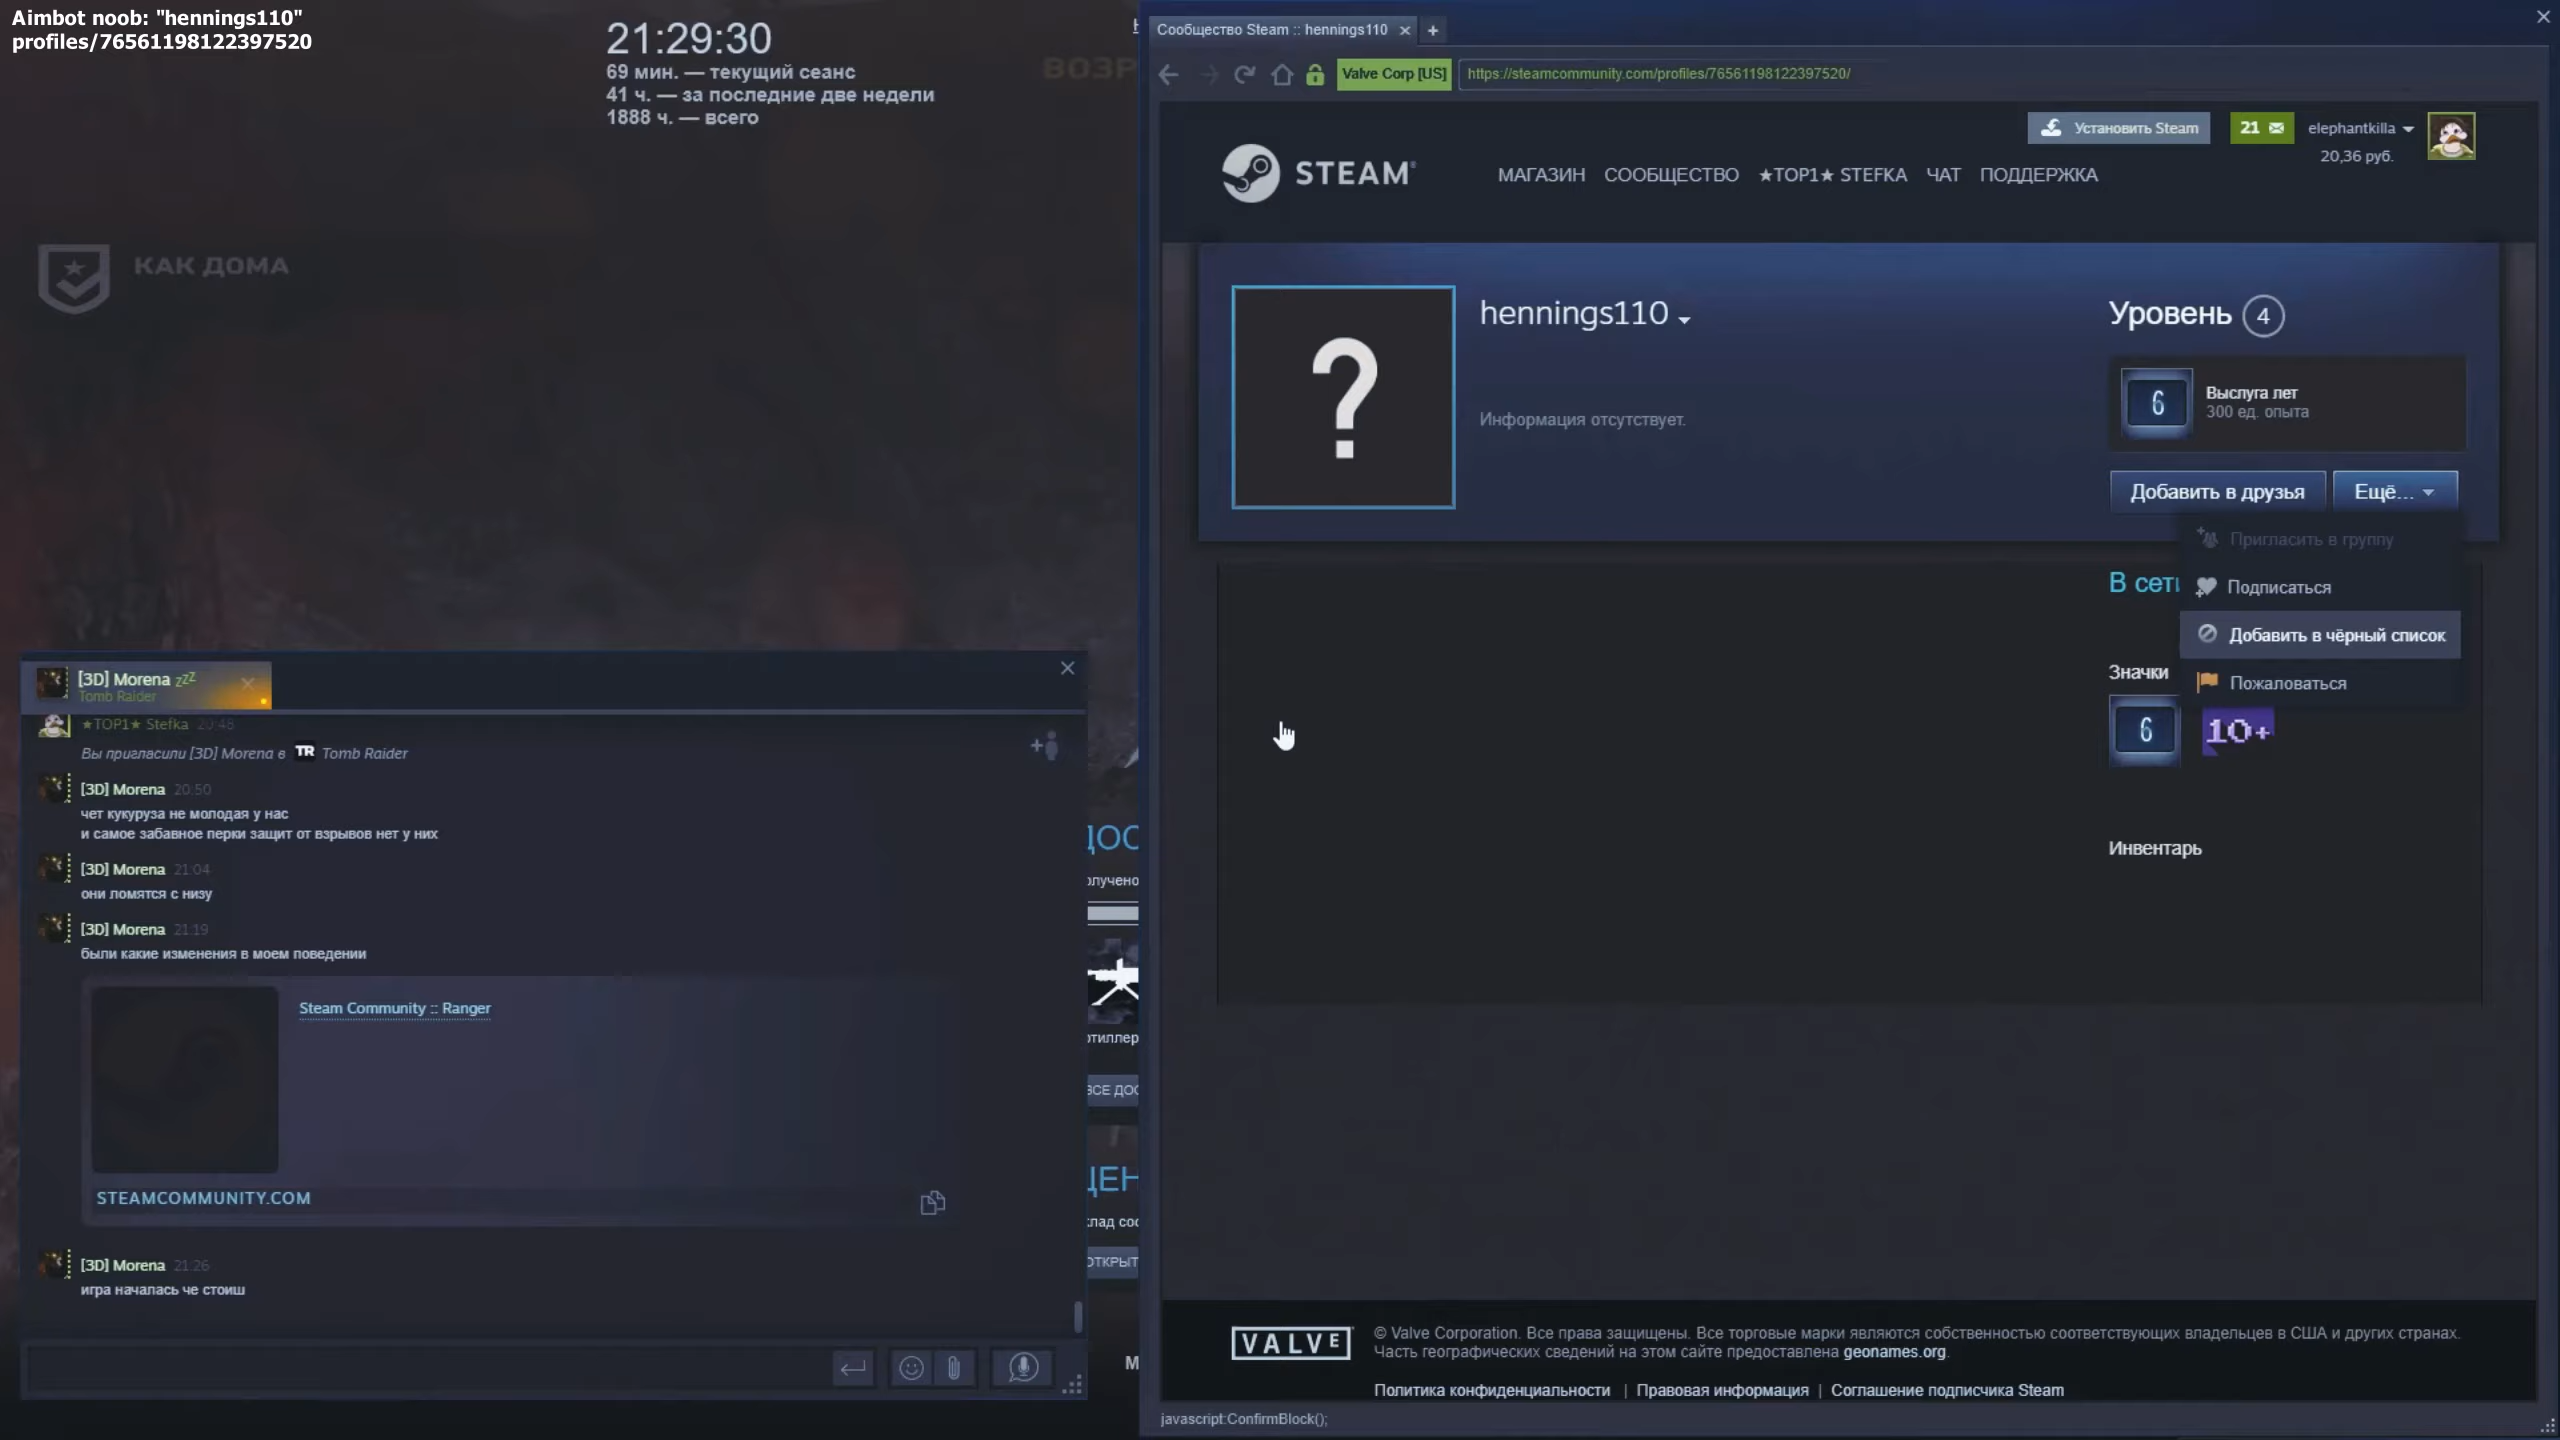 Aimbot noob: "hennings110"
profiles/76561198122397520
21:29:30
69 мин. — текущий сеанс
41 ч. — за последние две недели
1888 ч. — всего
КАК ДОМА
[3D] Morena zzZ
Tomb Raider
★TOP1★ Stefka 20:48
Вы пригласили [3D] Morena в TR Tomb Raider
[3D] Morena 20:50
чет кукуруза не молодая у нас
и самое забавное перки защит от взрывов нет у них
[3D] Morena 21:04
они ломятся с низу
[3D] Morena 21:19
были какие изменения в моем поведении
Steam Community :: Ranger
STEAMCOMMUNITY.COM
[3D] Morena 21:26
игра началась че стоиш
Сообщество Steam :: hennings110
Valve Corp [US]
https://steamcommunity.com/profiles/76561198122397520/
Установить Steam
21
elephantkilla
20,36 руб.
STEAM®
МАГАЗИН СООБЩЕСТВО ★TOP1★ STEFKA ЧАТ ПОДДЕРЖКА
hennings110
Информация отсутствует.
Уровень 4
6
Выслуга лет
300 ед. опыта
Добавить в друзья
Ещё...
Пригласить в группу
Подписаться
Добавить в чёрный список
Пожаловаться
В сети
Значки
6
10+
Инвентарь
VALVE
© Valve Corporation. Все права защищены. Все торговые марки являются собственностью соответствующих владельцев в США и других странах.
Часть географических сведений на этом сайте предоставлена geonames.org.
Политика конфиденциальности | Правовая информация | Соглашение подписчика Steam
javascript:ConfirmBlock();